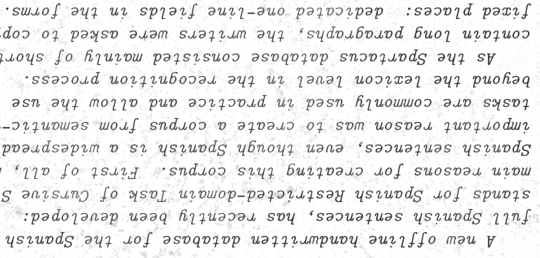 A new offline handwritten database for the Spanish
full Spanish sentences, has recently been developed:
stands for Spanish Restricted-domain Task of Cursive S
main reasons for creating this corpus. First of all,
Spanish sentences, even though Spanish is a widespread
important reason was to create a corpus from semantic-
tasks are commonly used in practice and allow the use
beyond the lexicon level in the recognition process.
As the Spartacus database consisted mainly of short
contain long paragraphs, the writers were asked to copy
fixed places: dedicated one-line fields in the forms.